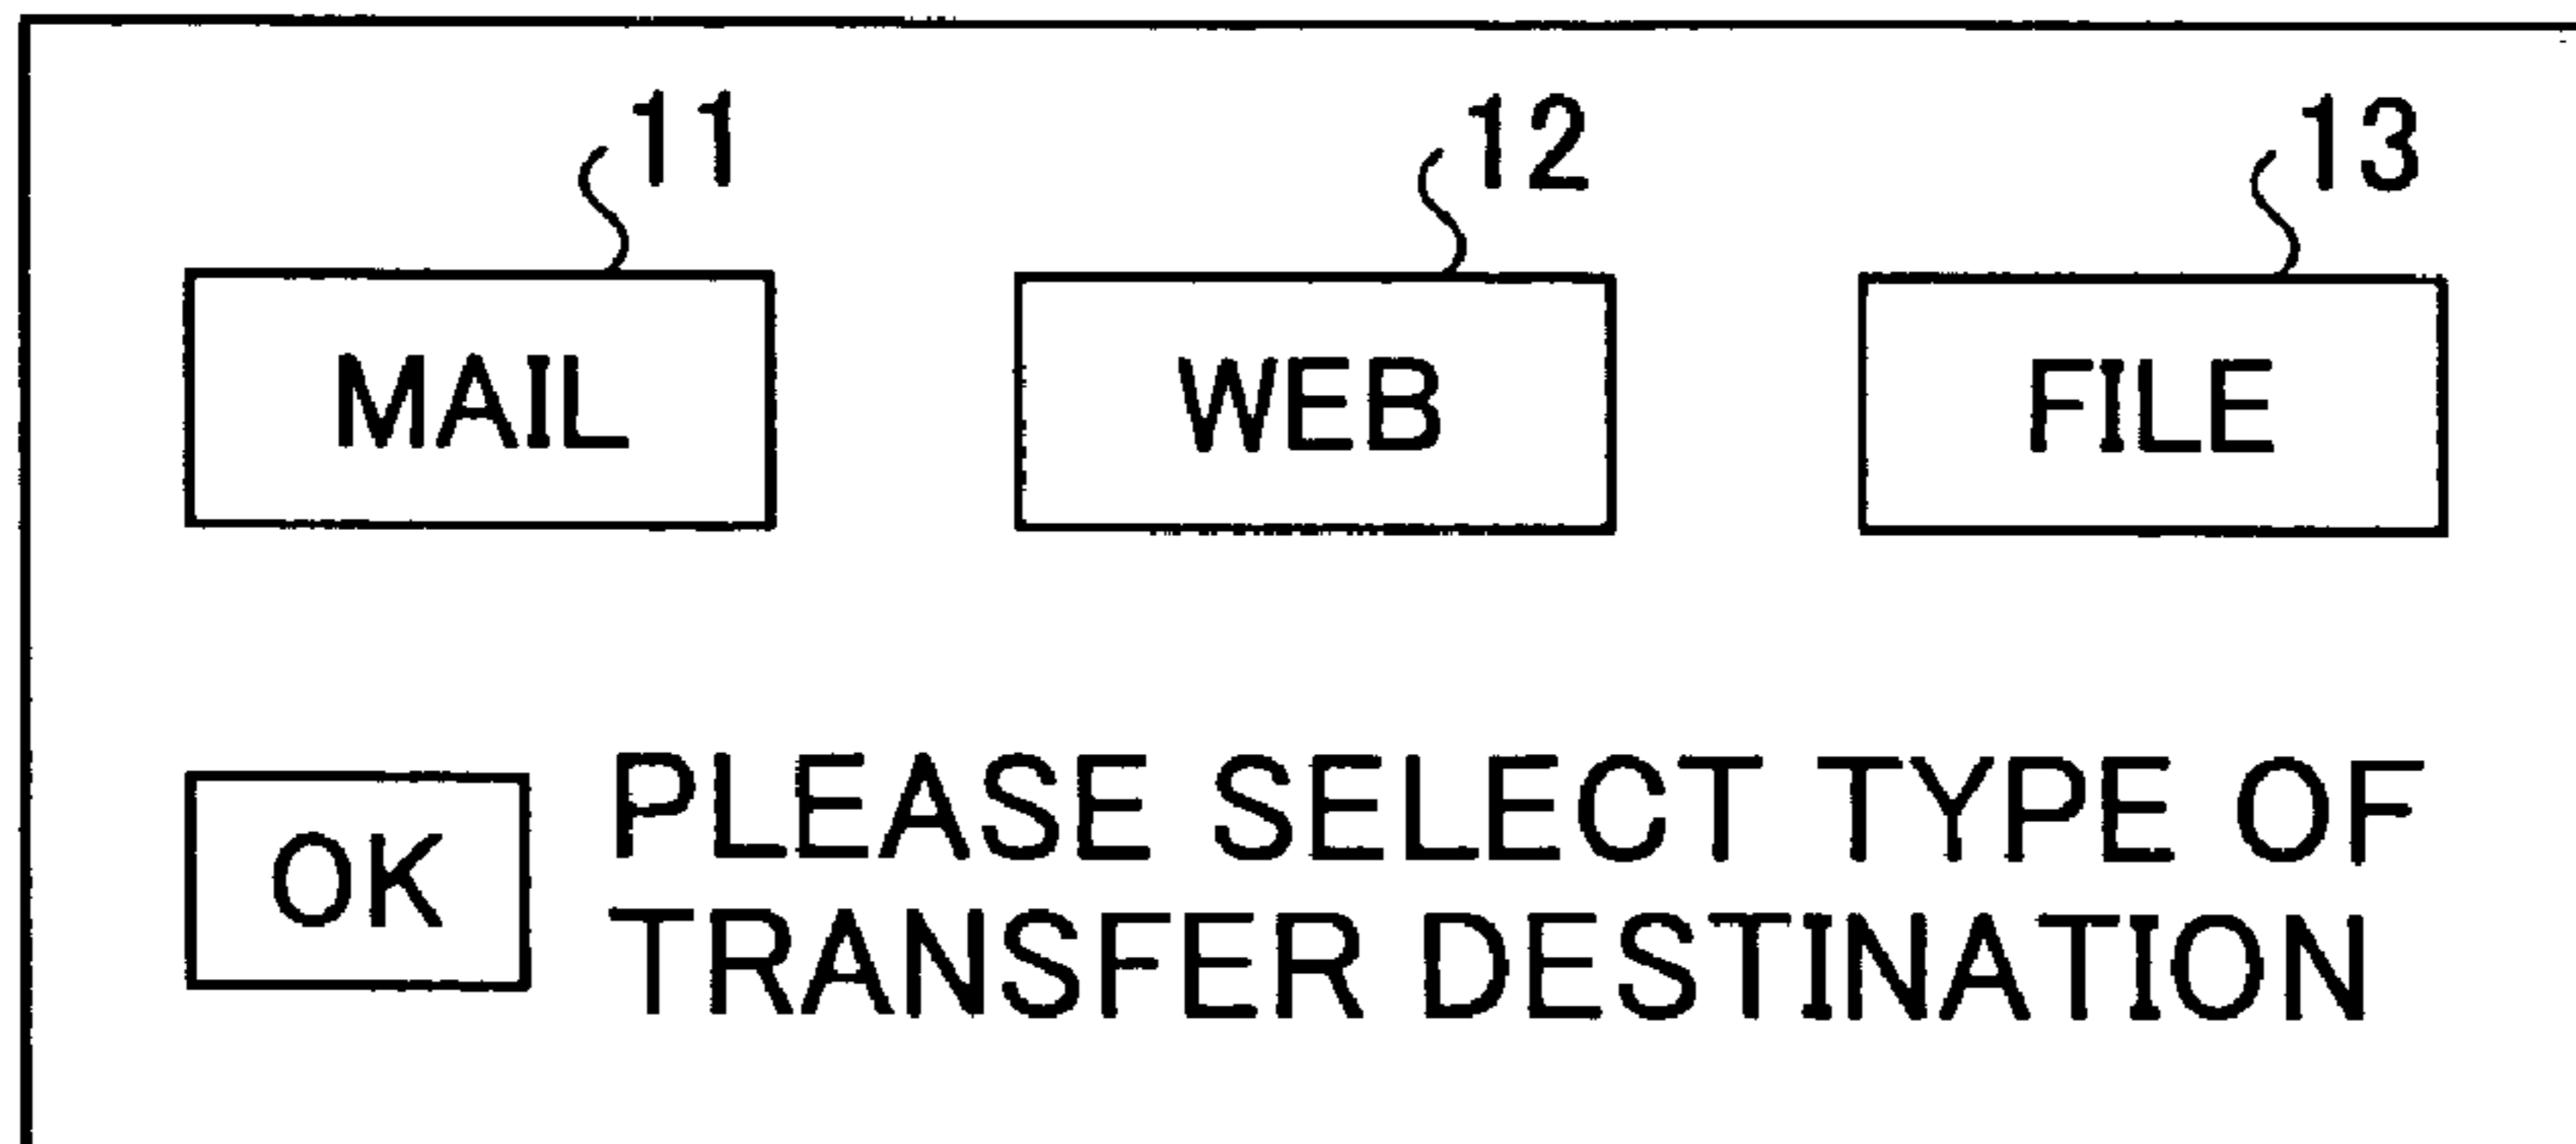 11 12 13
MAIL WEB FILE
OK PLEASE SELECT TYPE OF
TRANSFER DESTINATION